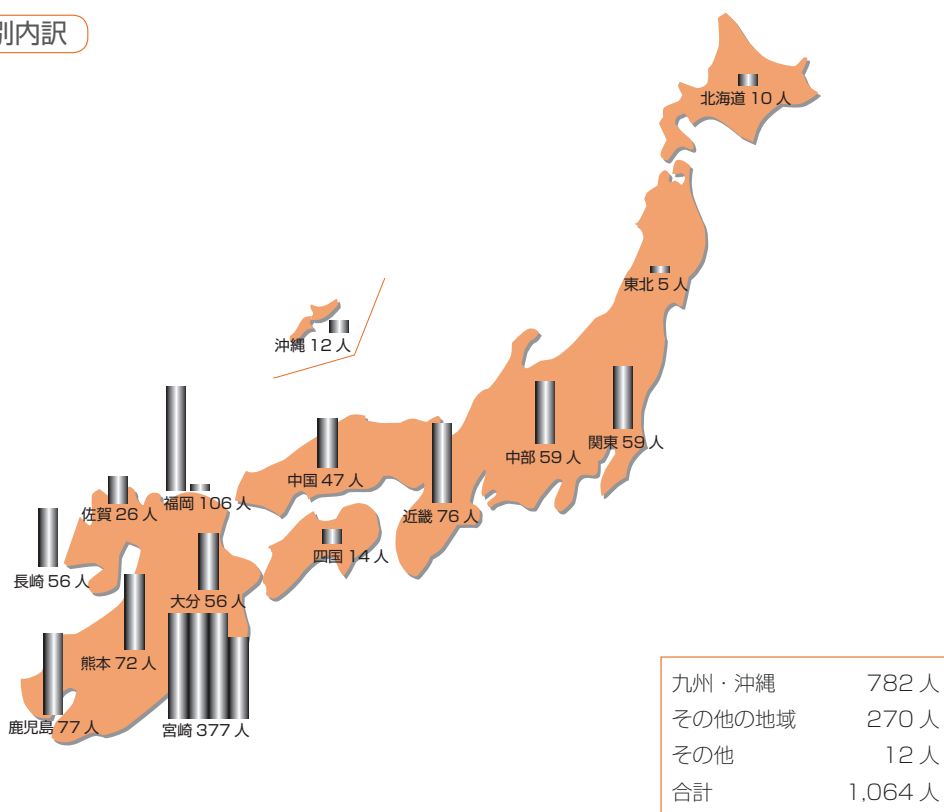 別内訳
北海道 10 人
東北 5 人
沖縄 12 人
関東 59 人
中部 59 人
中国 47 人
近畿 76 人
福岡 106 人
佐賀 26 人
四国 14 人
長崎 56 人
大分 56 人
熊本 72 人
鹿児島 77 人
宮崎 377 人
九州・沖縄 782 人
その他の地域 270 人
その他 12 人
合計 1,064 人